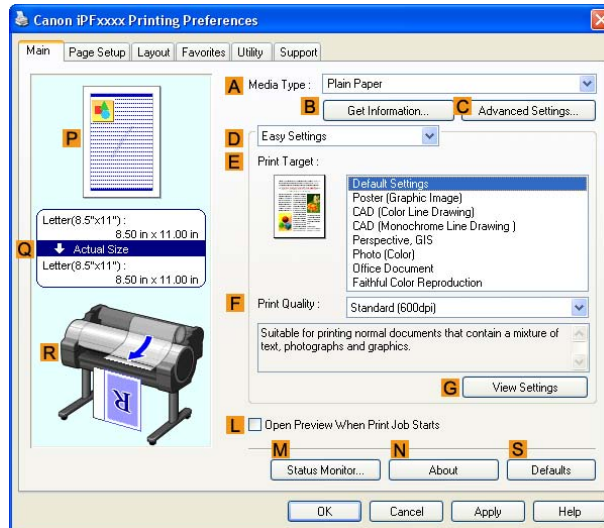 Canon iPFxxxx Printing Preferences
Main Page Setup Layout Favorites Utility Support
A Media Type : Plain Paper
B Get Information... C Advanced Settings...
P
D Easy Settings
E Print Target :
Default Settings
Poster (Graphic Image)
CAD (Color Line Drawing)
CAD (Monochrome Line Drawing )
Perspective, GIS
Photo (Color)
Office Document
Faithful Color Reproduction
Letter(8.5"x11") :
8.50 in x 11.00 in
Q Actual Size
Letter(8.5"x11") :
8.50 in x 11.00 in
F Print Quality : Standard (600dpi)
Suitable for printing normal documents that contain a mixture of
text, photographs and graphics.
R
R
G View Settings
L Open Preview When Print Job Starts
M N S
Status Monitor... About Defaults
OK Cancel Apply Help